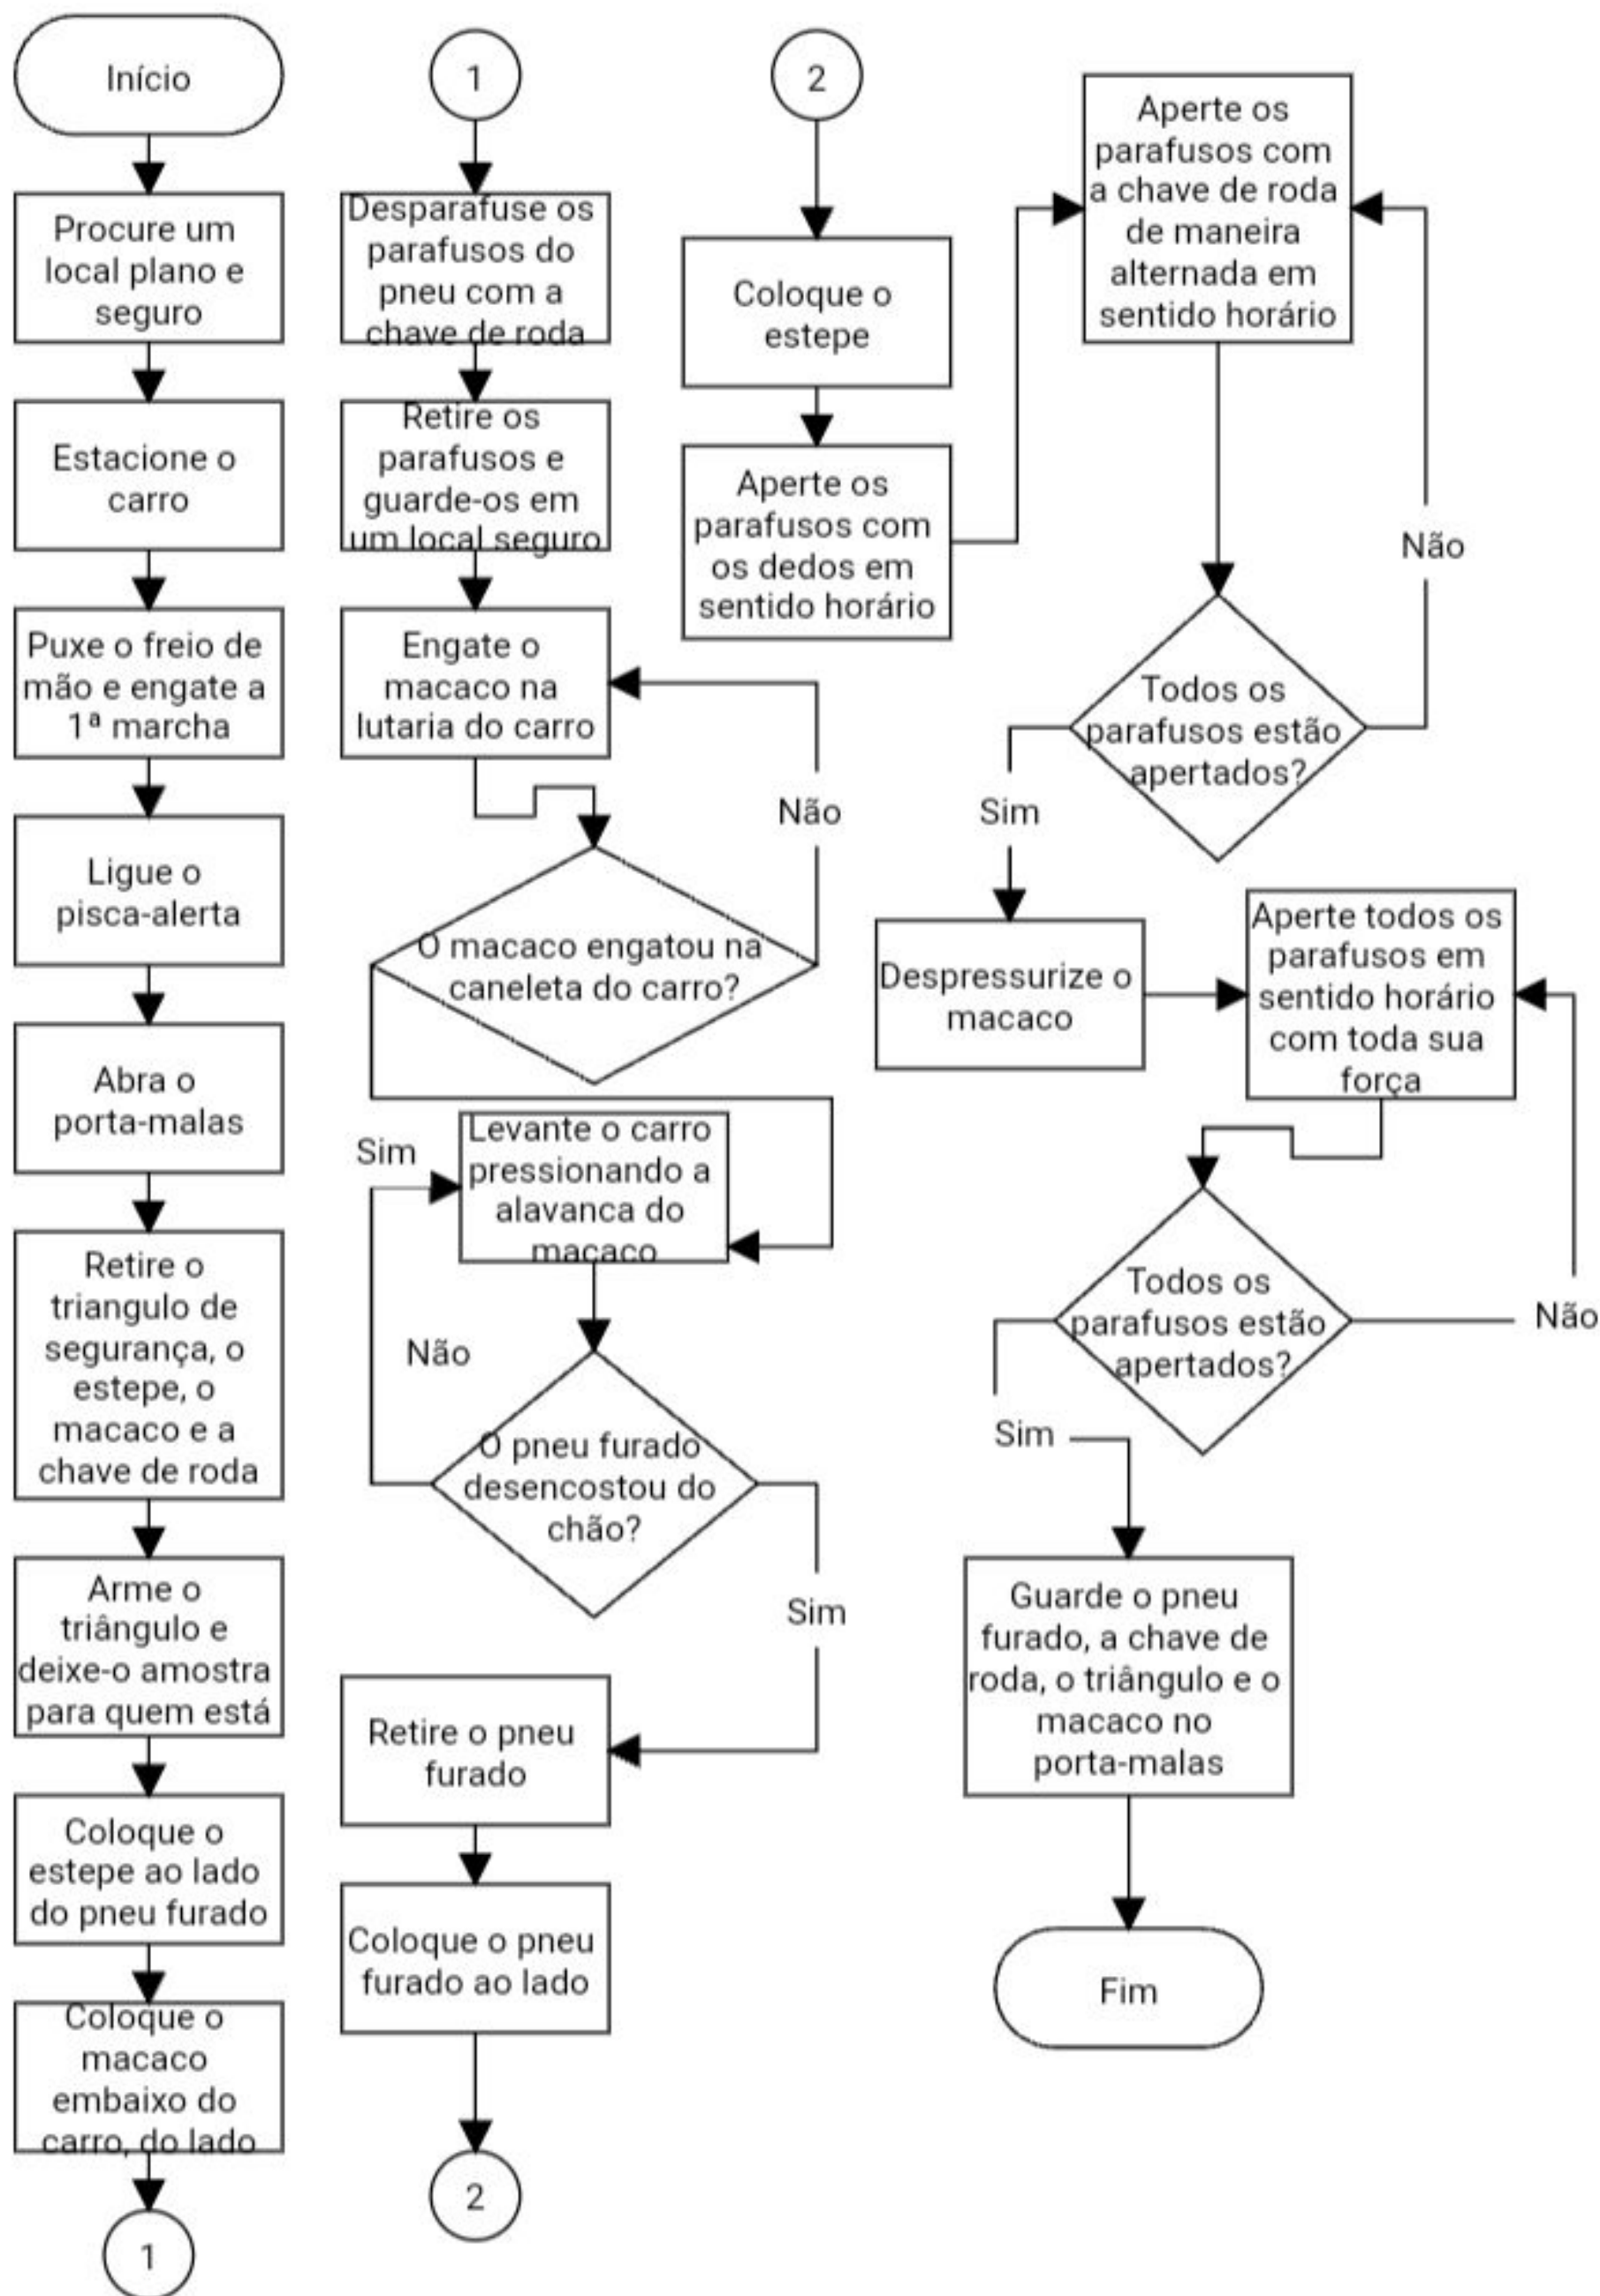 Início
Procure um
local plano e
seguro
Estacione o
carro
Puxe o freio de
mão e engate a
1ª marcha
Ligue o
pisca-alerta
Abra o
porta-malas
Retire o
triangulo de
segurança, o
estepe, o
macaco e a
chave de roda
Arme o
triângulo e
deixe-o amostra
para quem está
Coloque o
estepe ao lado
do pneu furado
Coloque o
macaco
embaixo do
carro, do lado
1
1
Desparafuse os
parafusos do
pneu com a
chave de roda
Retire os
parafusos e
guarde-os em
um local seguro
Engate o
macaco na
lutaria do carro
Não
O macaco engatou na
caneleta do carro?
Sim
Levante o carro
pressionando a
alavanca do
macaco
Não
O pneu furado
desencostou do
chão?
Sim
Retire o pneu
furado
Coloque o pneu
furado ao lado
2
2
Coloque o
estepe
Aperte os
parafusos com
os dedos em
sentido horário
Aperte os
parafusos com
a chave de roda
de maneira
alternada em
sentido horário
Não
Todos os
parafusos estão
apertados?
Sim
Despressurize o
macaco
Aperte todos os
parafusos em
sentido horário
com toda sua
força
Todos os
parafusos estão
apertados?
Não
Sim
Guarde o pneu
furado, a chave de
roda, o triângulo e o
macaco no
porta-malas
Fim